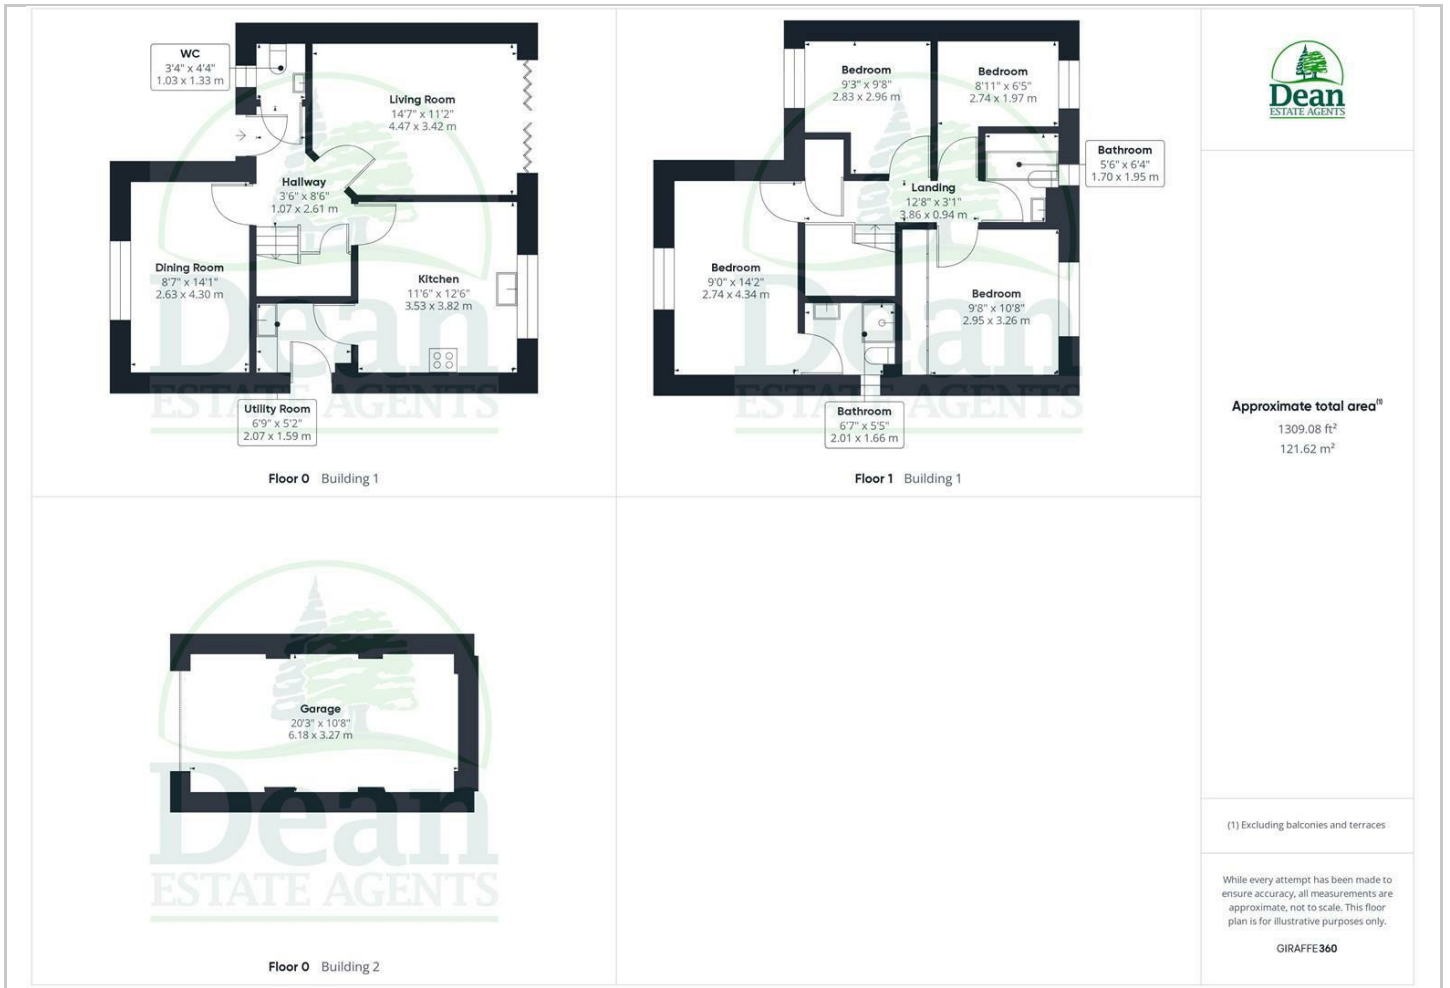 WC
3'4" x 4'4"
1.03 x 1.33 m
Living Room
14'7" x 11'2"
4.47 x 3.42 m
Hallway
3'6" x 8'6"
1.07 x 2.61 m
Dining Room
8'7" x 14'1"
2.63 x 4.30 m
Kitchen
11'6" x 12'6"
3.53 x 3.82 m
Utility Room
6'9" x 5'2"
2.07 x 1.59 m
Dean
ESTATE AGENTS
Floor 0 Building 1
Bedroom
9'3" x 9'8"
2.83 x 2.96 m
Bedroom
8'11" x 6'5"
2.74 x 1.97 m
Bathroom
5'6" x 6'4"
1.70 x 1.95 m
Landing
12'8" x 3'1"
3.86 x 0.94 m
Bedroom
9'0" x 14'2"
2.74 x 4.34 m
Bedroom
9'8" x 10'8"
2.95 x 3.26 m
Bathroom
6'7" x 5'5"
2.01 x 1.66 m
Dean
ESTATE AGENTS
Floor 1 Building 1
Garage
20'3" x 10'8"
6.18 x 3.27 m
Dean
ESTATE AGENTS
Floor 0 Building 2
Dean
ESTATE AGENTS
Approximate total area(1)
1309.08 ft²
121.62 m²
(1) Excluding balconies and terraces
While every attempt has been made to
ensure accuracy, all measurements are
approximate, not to scale. This floor
plan is for illustrative purposes only.
GIRAFFE360